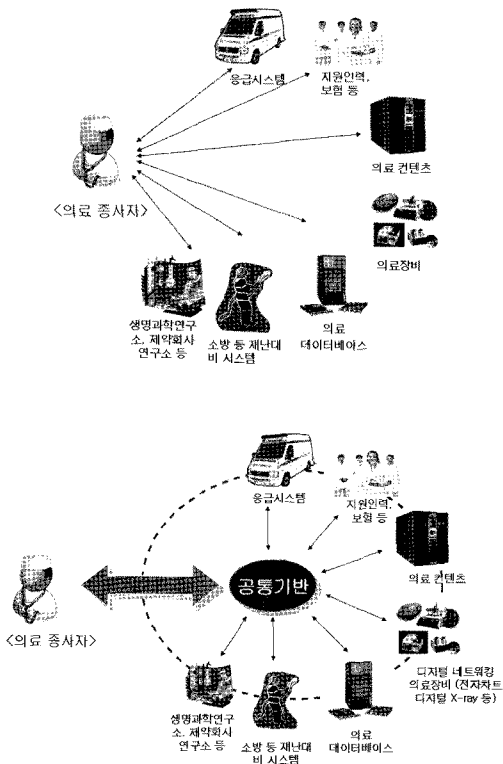 응급시스템
지원인력,
보험 등
의료 컨텐츠
<의료 종사자>
의료장비
생명과학연구
소, 제약회사
연구소 등
소방 등 재난대
비 시스템
의료
데이터베이스
응급시스템
지원인력,
보험 등
의료 컨텐츠
공통기반
<의료 종사자>
디지털 네트워킹
의료장비 (전자차트
디지털 X-ray 등)
생명과학연구
소, 제약회사
연구소 등
소방 등 재난대
비 시스템
의료
데이터베이스